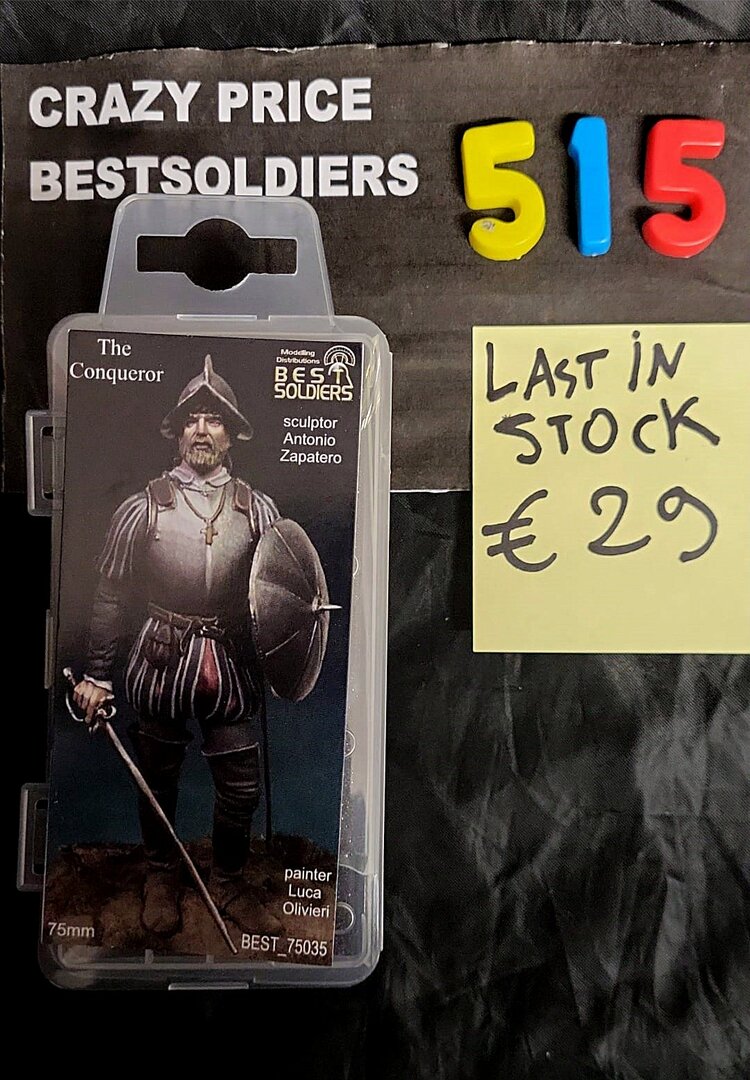 CRAZY PRICE
BESTSOLDIERS
515
LAST IN
STOCK
€ 29
The
Conqueror
Modelling
Distributions
BEST
SOLDIERS
sculptor
Antonio
Zapatero
painter
Luca
Olivieri
75mm
BEST_75035